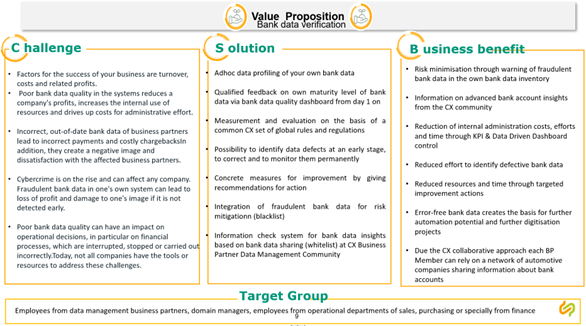 Value Proposition
Bank data verification
C hallenge
Factors for the success of your business are turnover,
costs and related profits.
Poor bank data quality in the systems reduces a
company's profits, increases the internal use of
resources and drives up costs for administrative effort.
Incorrect, out-of-date bank data of business partners
lead to incorrect payments and costly chargebacksIn
addition, they create a negative image and
dissatisfaction with the affected business partners.
Cybercrime is on the rise and can affect any company.
Fraudulent bank data in one's own system can lead to
loss of profit and damage to one's image if it is not
detected early.
Poor bank data quality can have an impact on
operational decisions, in particular on financial
processes, which are interrupted, stopped or carried out
incorrectly.Today, not all companies have the tools or
resources to address these challenges.
S olution
Adhoc data profiling of your own bank data
Qualified feedback on own maturity level of bank
data via bank data quality dashboard from day 1 on
Measurement and evaluation on the basis of a
common CX set of global rules and regulations
Possibility to identify data defects at an early stage,
to correct and to monitor them permanently
Concrete measures for improvement by giving
recommendations for action
Integration of fraudulent bank data for risk
mitigationn (blacklist)
Information check system for bank data insights
based on bank data sharing (whitelist) at CX Business
Partner Data Management Community
B usiness benefit
Risk minimisation through warning of fraudulent
bank data in the own bank data inventory
Information on advanced bank account insights
from the CX community
Reduction of internal administration costs, efforts
and time through KPI & Data Driven Dashboard
control
Reduced effort to identify defective bank data
Reduced resources and time through targeted
improvement actions
Error-free bank data creates the basis for further
automation potential and further digitisation
projects
Due the CX collaborative approach each BP
Member can rely on a network of automotive
companies sharing information about bank
accounts
Target Group
Employees from data management business partners, domain managers, employees from operational departments of sales, purchasing or specially from finance
9